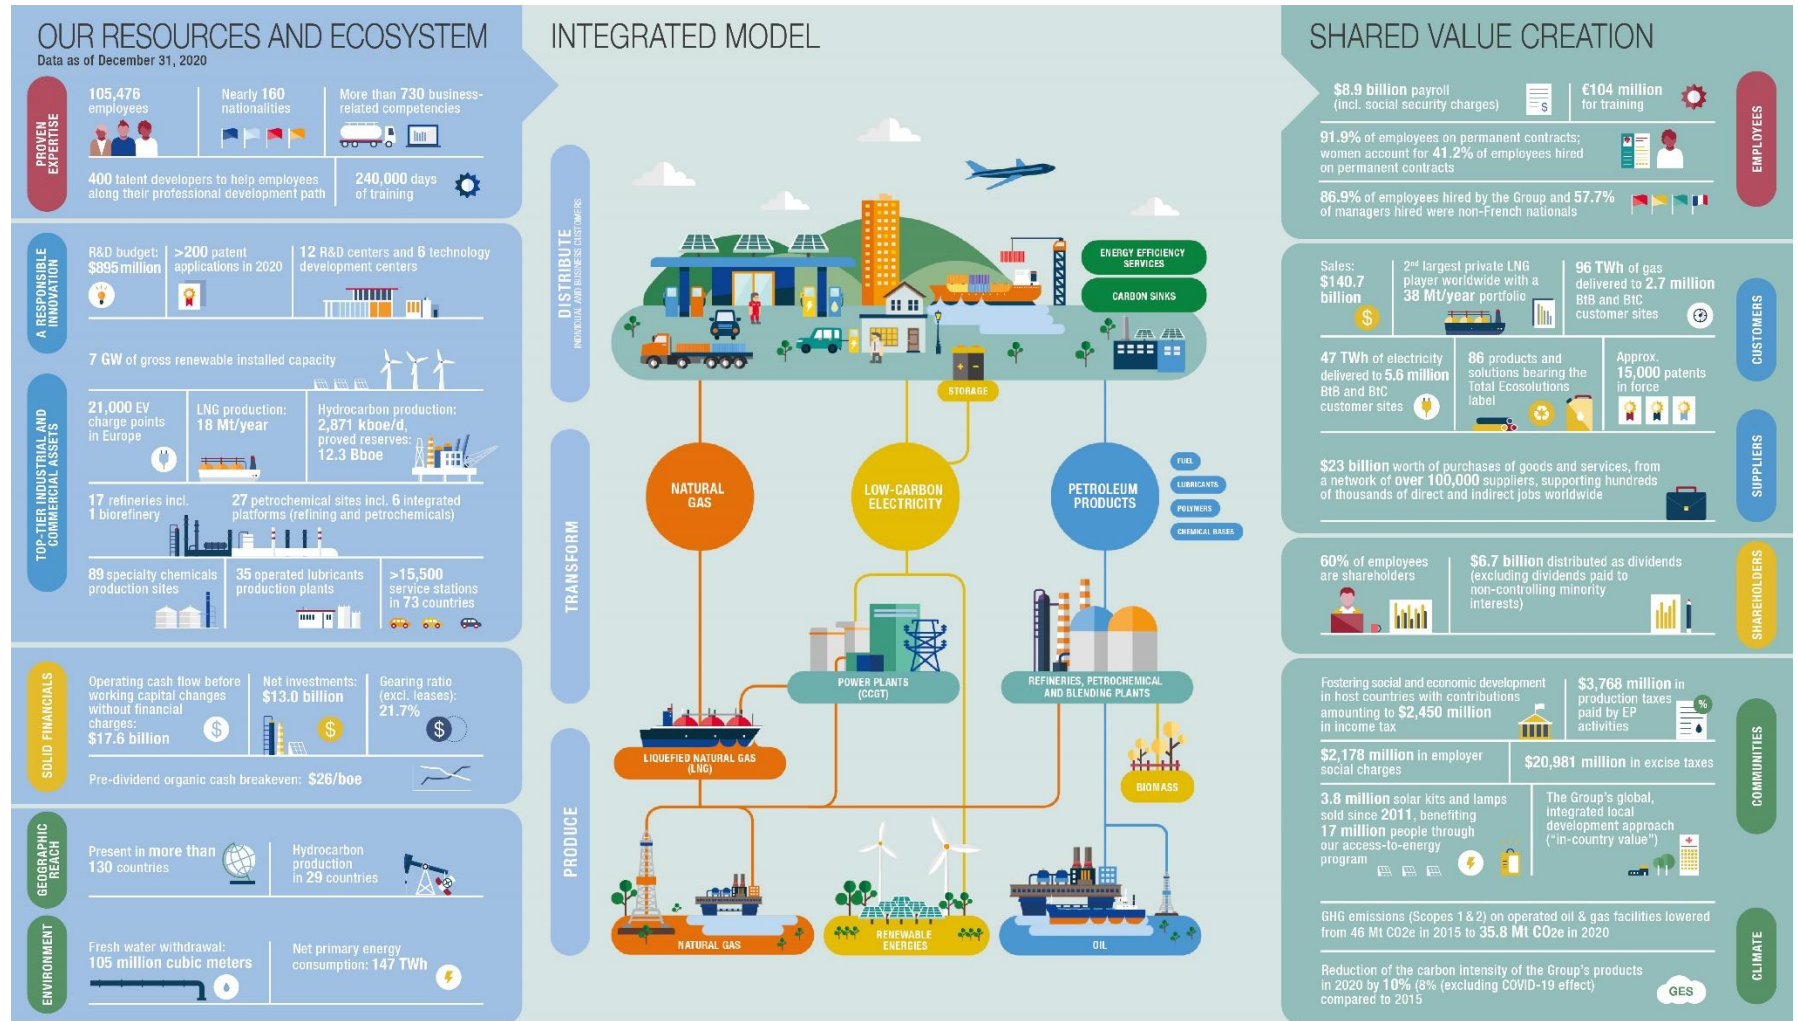 OUR RESOURCES AND ECOSYSTEM
Data as of December 31, 2020
PROVEN
EXPERTISE
105,476
employees
Nearly 160
nationalities
More than 730 business-
related competencies
400 talent developers to help employees
along their professional development path
240,000 days
of training
A RESPONSIBLE
INNOVATION
R&D budget:
$895 million
>200 patent
applications in 2020
12 R&D centers and 6 technology
development centers
TOP-TIER INDUSTRIAL AND
COMMERCIAL ASSETS
7 GW of gross renewable installed capacity
21,000 EV
charge points
in Europe
LNG production:
18 Mt/year
Hydrocarbon production:
2,871 kboe/d,
proved reserves:
12.3 Bboe
17 refineries incl.
1 biorefinery
27 petrochemical sites incl. 6 integrated
platforms (refining and petrochemicals)
89 specialty chemicals
production sites
35 operated lubricants
production plants
>15,500
service stations
in 73 countries
SOLID FINANCIALS
Operating cash flow before
working capital changes
without financial
charges:
$17.6 billion
$
Net investments:
$13.0 billion
$
Gearing ratio
(excl. leases):
21.7%
$
Pre-dividend organic cash breakeven: $26/boe
GEOGRAPHIC
REACH
Present in more than
130 countries
Hydrocarbon
production
in 29 countries
ENVIRONMENT
Fresh water withdrawal:
105 million cubic meters
Net primary energy
consumption: 147 TWh
INTEGRATED MODEL
DISTRIBUTE
INDIVIDUAL AND BUSINESS CUSTOMERS
ENERGY EFFICIENCY
SERVICES
CARBON SINKS
STORAGE
TRANSFORM
NATURAL
GAS
LOW-CARBON
ELECTRICITY
PETROLEUM
PRODUCTS
FUEL
LUBRICANTS
POLYMERS
CHEMICAL BASES
POWER PLANTS
(CCGT)
REFINERIES, PETROCHEMICAL
AND BLENDING PLANTS
LIQUEFIED NATURAL GAS
(LNG)
BIOMASS
PRODUCE
NATURAL GAS
RENEWABLE
ENERGIES
OIL
SHARED VALUE CREATION
EMPLOYEES
$8.9 billion payroll
(incl. social security charges)
$
€104 million
for training
91.9% of employees on permanent contracts;
women account for 41.2% of employees hired
on permanent contracts
86.9% of employees hired by the Group and 57.7%
of managers hired were non-French nationals
CUSTOMERS
Sales:
$140.7
billion
$
2nd largest private LNG
player worldwide with a
38 Mt/year portfolio
96 TWh of gas
delivered to 2.7 million
BtB and BtC
customer sites
47 TWh of electricity
delivered to 5.6 million
BtB and BtC
customer sites
86 products and
solutions bearing the
Total Ecosolutions
label
Approx.
15,000 patents
in force
SUPPLIERS
$23 billion worth of purchases of goods and services, from
a network of over 100,000 suppliers, supporting hundreds
of thousands of direct and indirect jobs worldwide
SHAREHOLDERS
60% of employees
are shareholders
$6.7 billion distributed as dividends
(excluding dividends paid to
non-controlling minority
interests)
COMMUNITIES
Fostering social and economic development
in host countries with contributions
amounting to $2,450 million
in income tax
$3,768 million in
production taxes
paid by EP
activities
%
$2,178 million in employer
social charges
$20,981 million in excise taxes
3.8 million solar kits and lamps
sold since 2011, benefiting
17 million people through
our access-to-energy
program
The Group's global,
integrated local
development approach
("in-country value")
CLIMATE
GHG emissions (Scopes 1 & 2) on operated oil & gas facilities lowered
from 46 Mt CO2e in 2015 to 35.8 Mt CO2e in 2020
Reduction of the carbon intensity of the Group's products
in 2020 by 10% (8% (excluding COVID-19 effect)
compared to 2015
GES